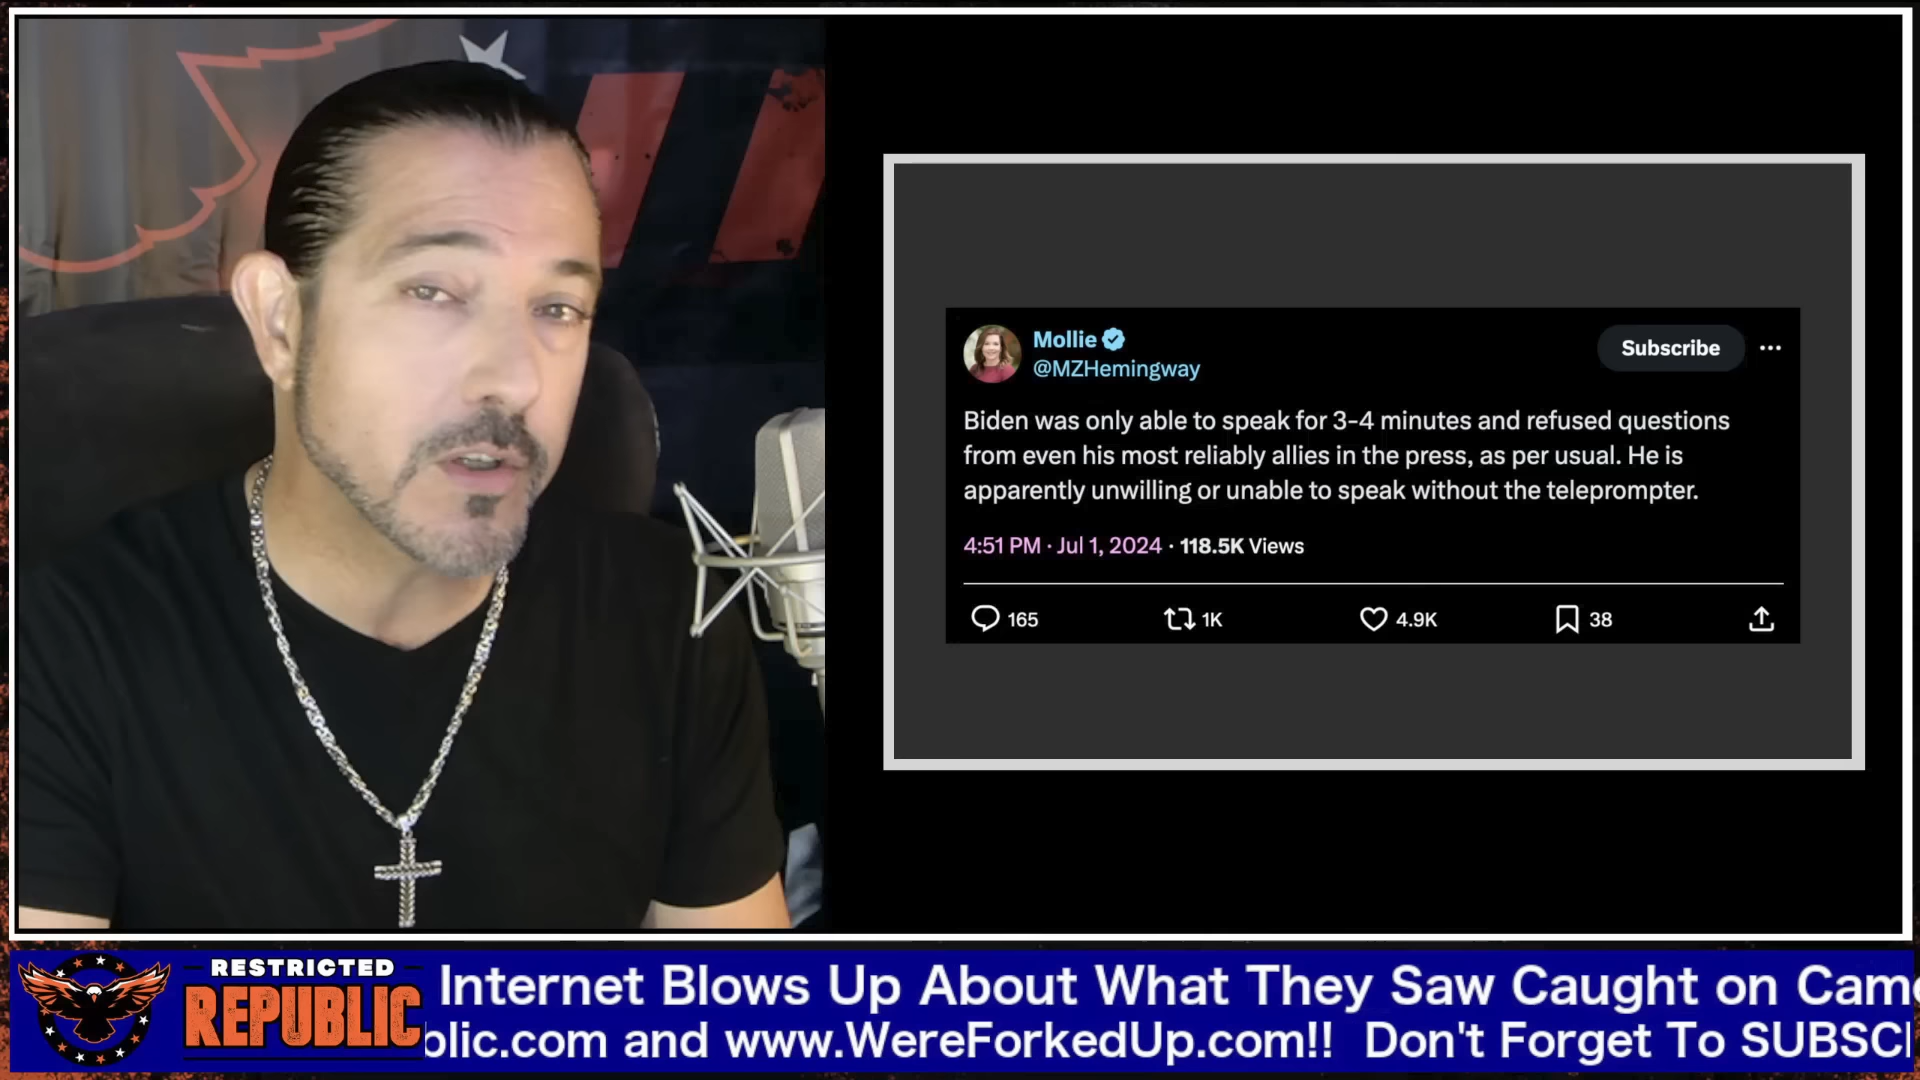 Mollie
@MZHemingway
Subscribe
Biden was only able to speak for 3-4 minutes and refused questions
from even his most reliably allies in the press, as per usual. He is
apparently unwilling or unable to speak without the teleprompter.
4:51 PM · Jul 1, 2024 · 118.5K Views
165 1K 4.9K 38
RESTRICTED
REPUBLIC
Internet Blows Up About What They Saw Caught on Came
blic.com and www.WereForkedUp.com!! Don't Forget To SUBSC